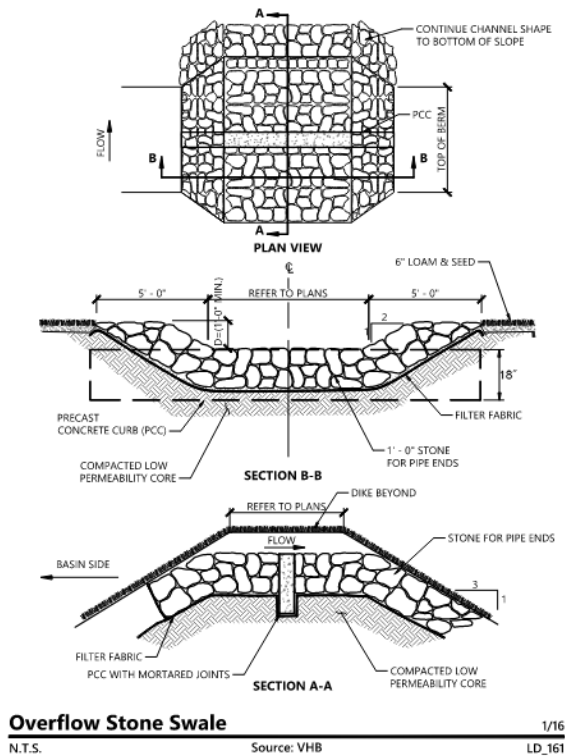 A
CONTINUE CHANNEL SHAPE
TO BOTTOM OF SLOPE
PCC
FLOW
TOP OF BERM
B
B
A
PLAN VIEW
℄
6" LOAM & SEED
5' - 0"
REFER TO PLANS
5' - 0"
D=(1'-0" MIN.)
2
1
18"
PRECAST
CONCRETE CURB (PCC)
FILTER FABRIC
COMPACTED LOW
PERMEABILITY CORE
1' - 0" STONE
FOR PIPE ENDS
SECTION B-B
DIKE BEYOND
REFER TO PLANS
FLOW
STONE FOR PIPE ENDS
BASIN SIDE
3
1
FILTER FABRIC
PCC WITH MORTARED JOINTS
COMPACTED LOW
PERMEABILITY CORE
SECTION A-A
Overflow Stone Swale
1/16
N.T.S.
Source: VHB
LD_161